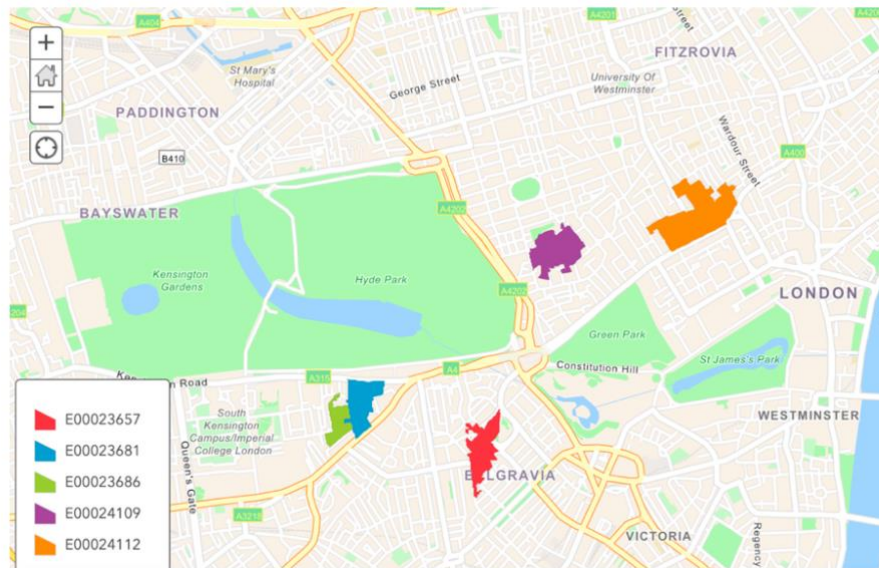 A404
A4201
A420
Street
FITZROVIA
St Mary's
Hospital
University Of
Westminster
George Street
PADDINGTON
Wardour Street
A400
B410
BAYSWATER
A4202
Kensington
Gardens
Hyde Park
A4202
LONDON
204
Green Park
St James's Park
Constitution Hill
A4
A315
Road
WESTMINSTER
South
Kensington
Campus/Imperial
College London
Queen's Gate
BELGRAVIA
A3218
VICTORIA
Regency
E00023657
E00023681
E00023686
E00024109
E00024112